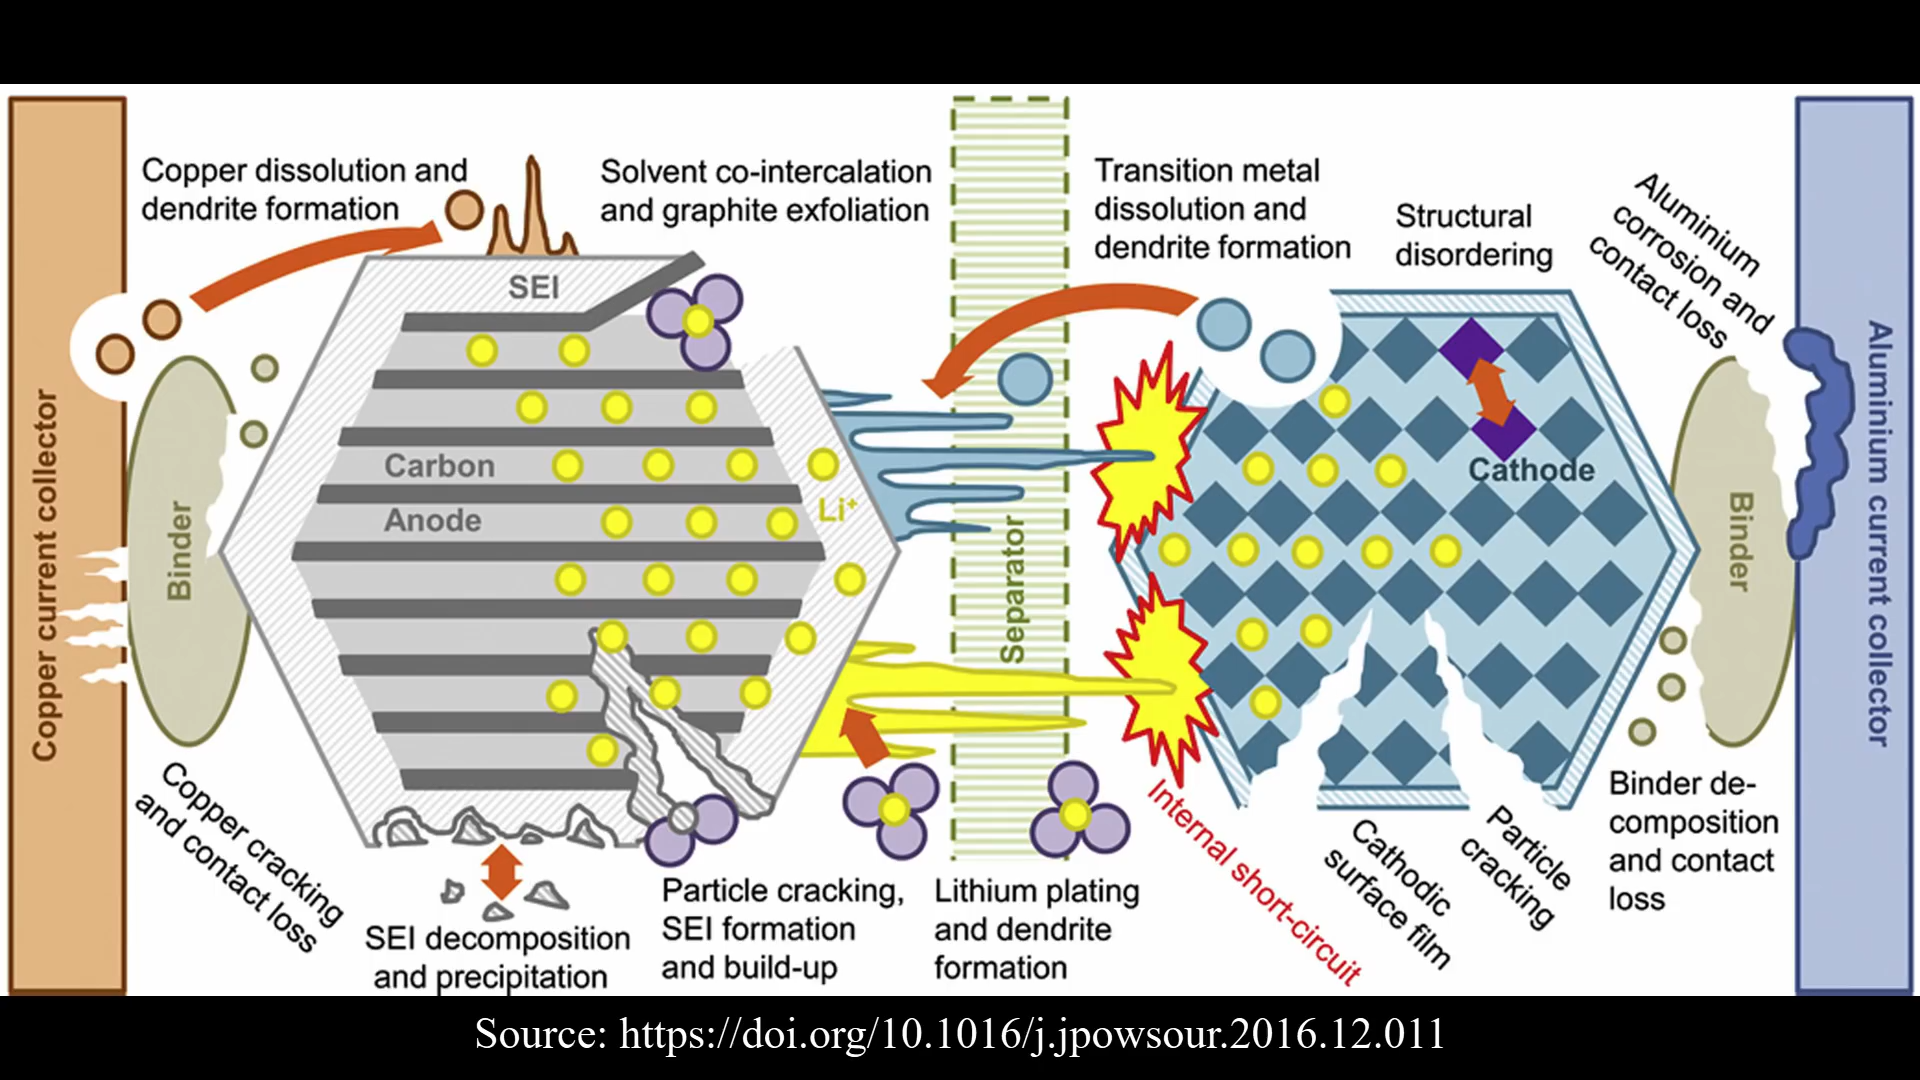 Copper dissolution and
dendrite formation
Solvent co-intercalation
and graphite exfoliation
Transition metal
dissolution and
dendrite formation
Structural
disordering
Aluminium
corrosion and
contact loss
SEI
Copper current collector
Binder
Carbon
Anode
Li⁺
Separator
Cathode
Binder
Aluminium current collector
Copper cracking
and contact loss
SEI decomposition
and precipitation
Particle cracking,
SEI formation
and build-up
Lithium plating
and dendrite
formation
Internal short-circuit
Cathodic
surface film
Particle
cracking
Binder de-
composition
and contact
loss
Source: https://doi.org/10.1016/j.jpowsour.2016.12.011